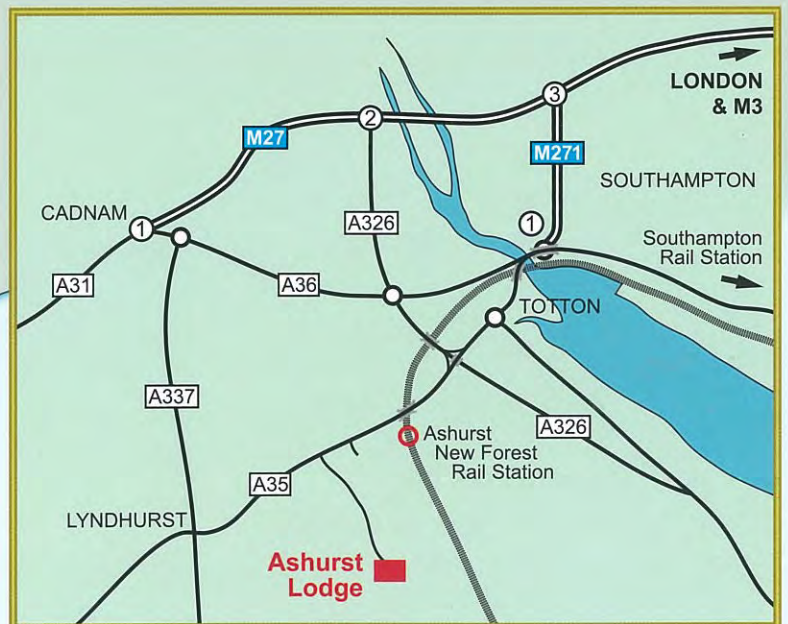 LONDON
& M3
3
2
M27
M271
SOUTHAMPTON
CADNAM
1
A326
1
Southampton
Rail Station
A31
A36
TOTTON
A337
A326
Ashurst
New Forest
Rail Station
A35
LYNDHURST
Ashurst
Lodge